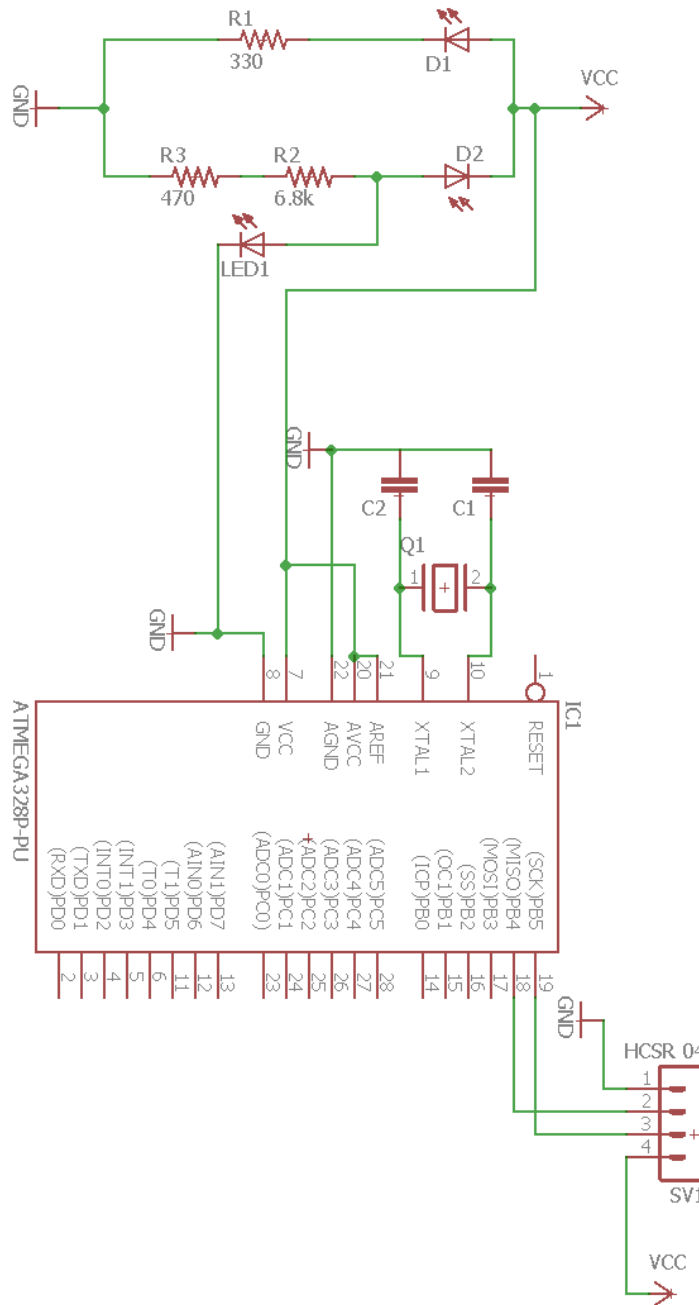 R1
330
D1
VCC
GND
R3
470
R2
6.8k
D2
LED1
GND
C2
C1
Q1
1
2
GND
8
7
22
20
21
9
10
1
IC1
ATMEGA328P-PU
GND
VCC
AGND
AVCC
AREF
XTAL1
XTAL2
RESET
(RXD)PD0
(TXD)PD1
(INT0)PD2
(INT1)PD3
(T0)PD4
(T1)PD5
(AIN0)PD6
(AIN1)PD7
(ADC0)PC0)
(ADC1)PC1
(ADC2)PC2
(ADC3)PC3
(ADC4)PC4
(ADC5)PC5
(ICP)PB0
(OC1)PB1
(SS)PB2
(MOSI)PB3
(MISO)PB4
(SCK)PB5
2
3
4
5
6
11
12
13
23
24
25
26
27
28
14
15
16
17
18
19
GND
HCSR 04
1
2
3
4
SV1
VCC